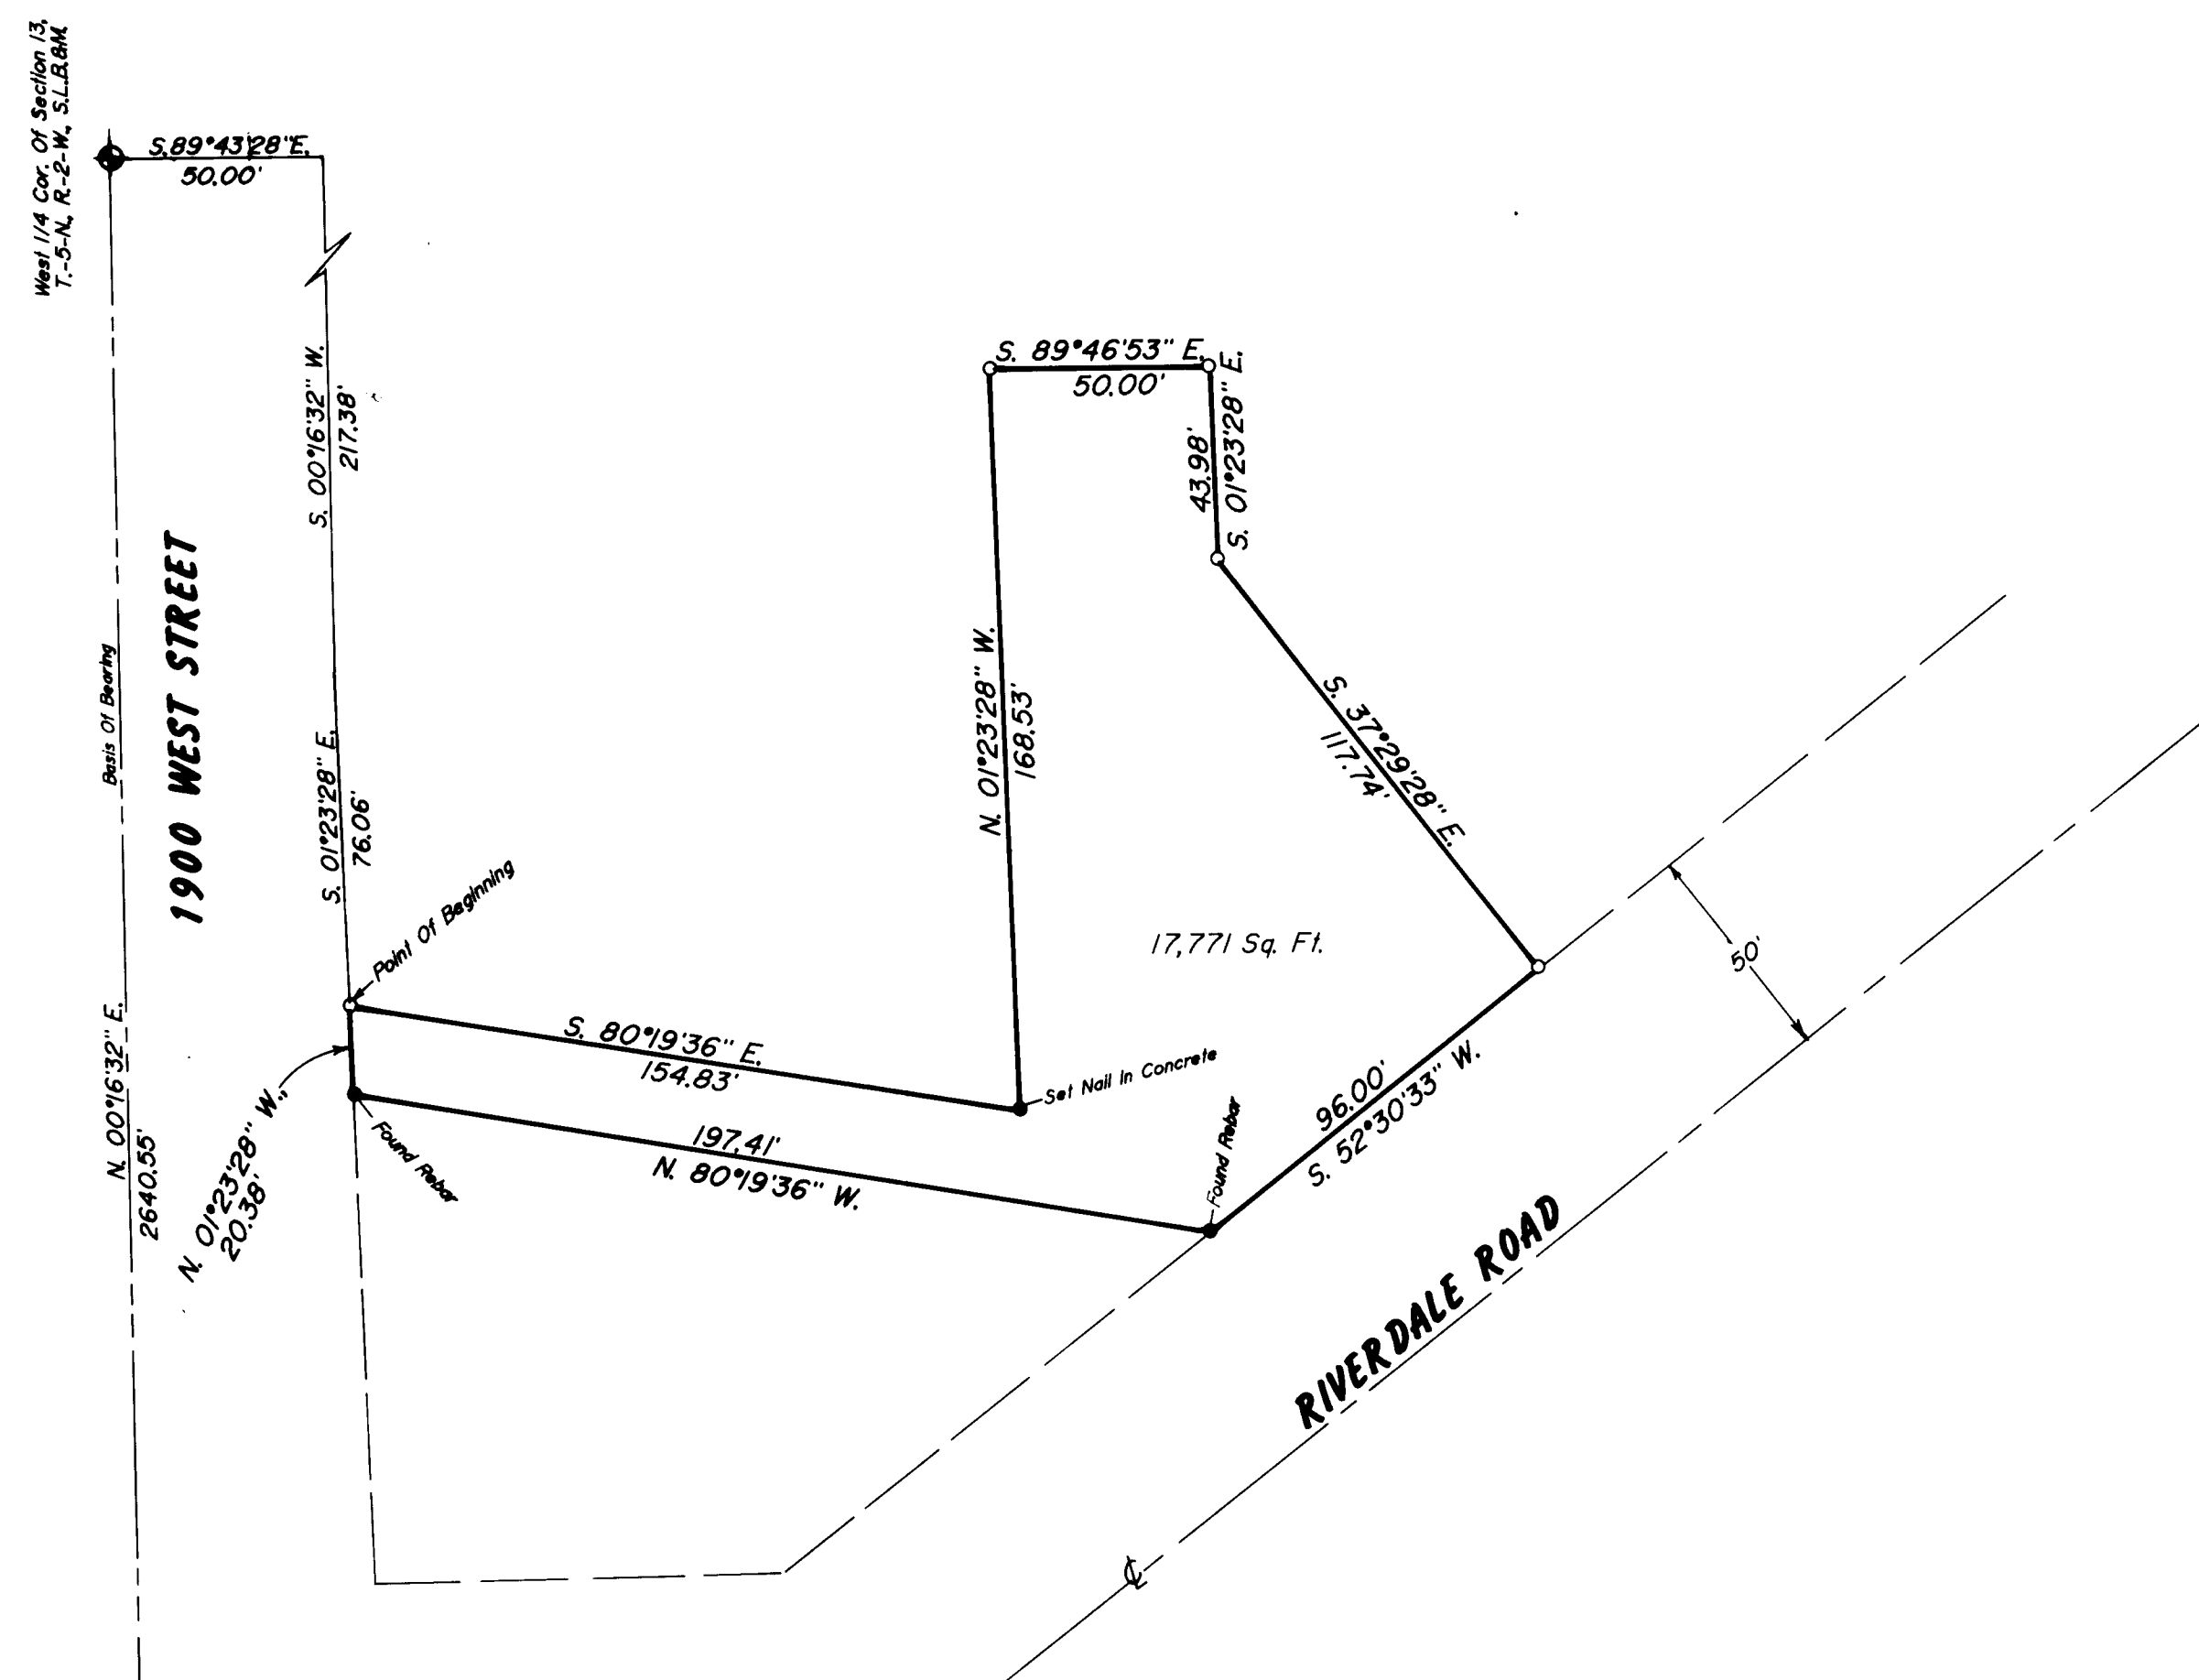 West 1/4 Cor. Of Section 13,
T.-5-N., R.-2-W., S.L.B.&M.
S.89°43'28"E.
50.00'
S. 00°16'32" W.
217.38'
Basis Of Bearing
1900 WEST STREET
S. 01°23'28" E.
76.06'
Point Of Beginning
N. 00°16'32" E.
2640.55'
N. 01°23'28" W.,
20.38'
Found Rebar
S. 80°19'36" E.
154.83'
197.41'
N. 80°19'36" W.
S. 89°46'53" E.
50.00'
43.98'
S. 01°23'28" E.
N. 01°23'28" W.
168.53'
S. 37°29'28" E.
117.74'
17,771 Sq. Ft.
Set Nail In Concrete
Found Rebar
96.00'
S. 52°30'33" W.
50'
RIVERDALE ROAD
℄